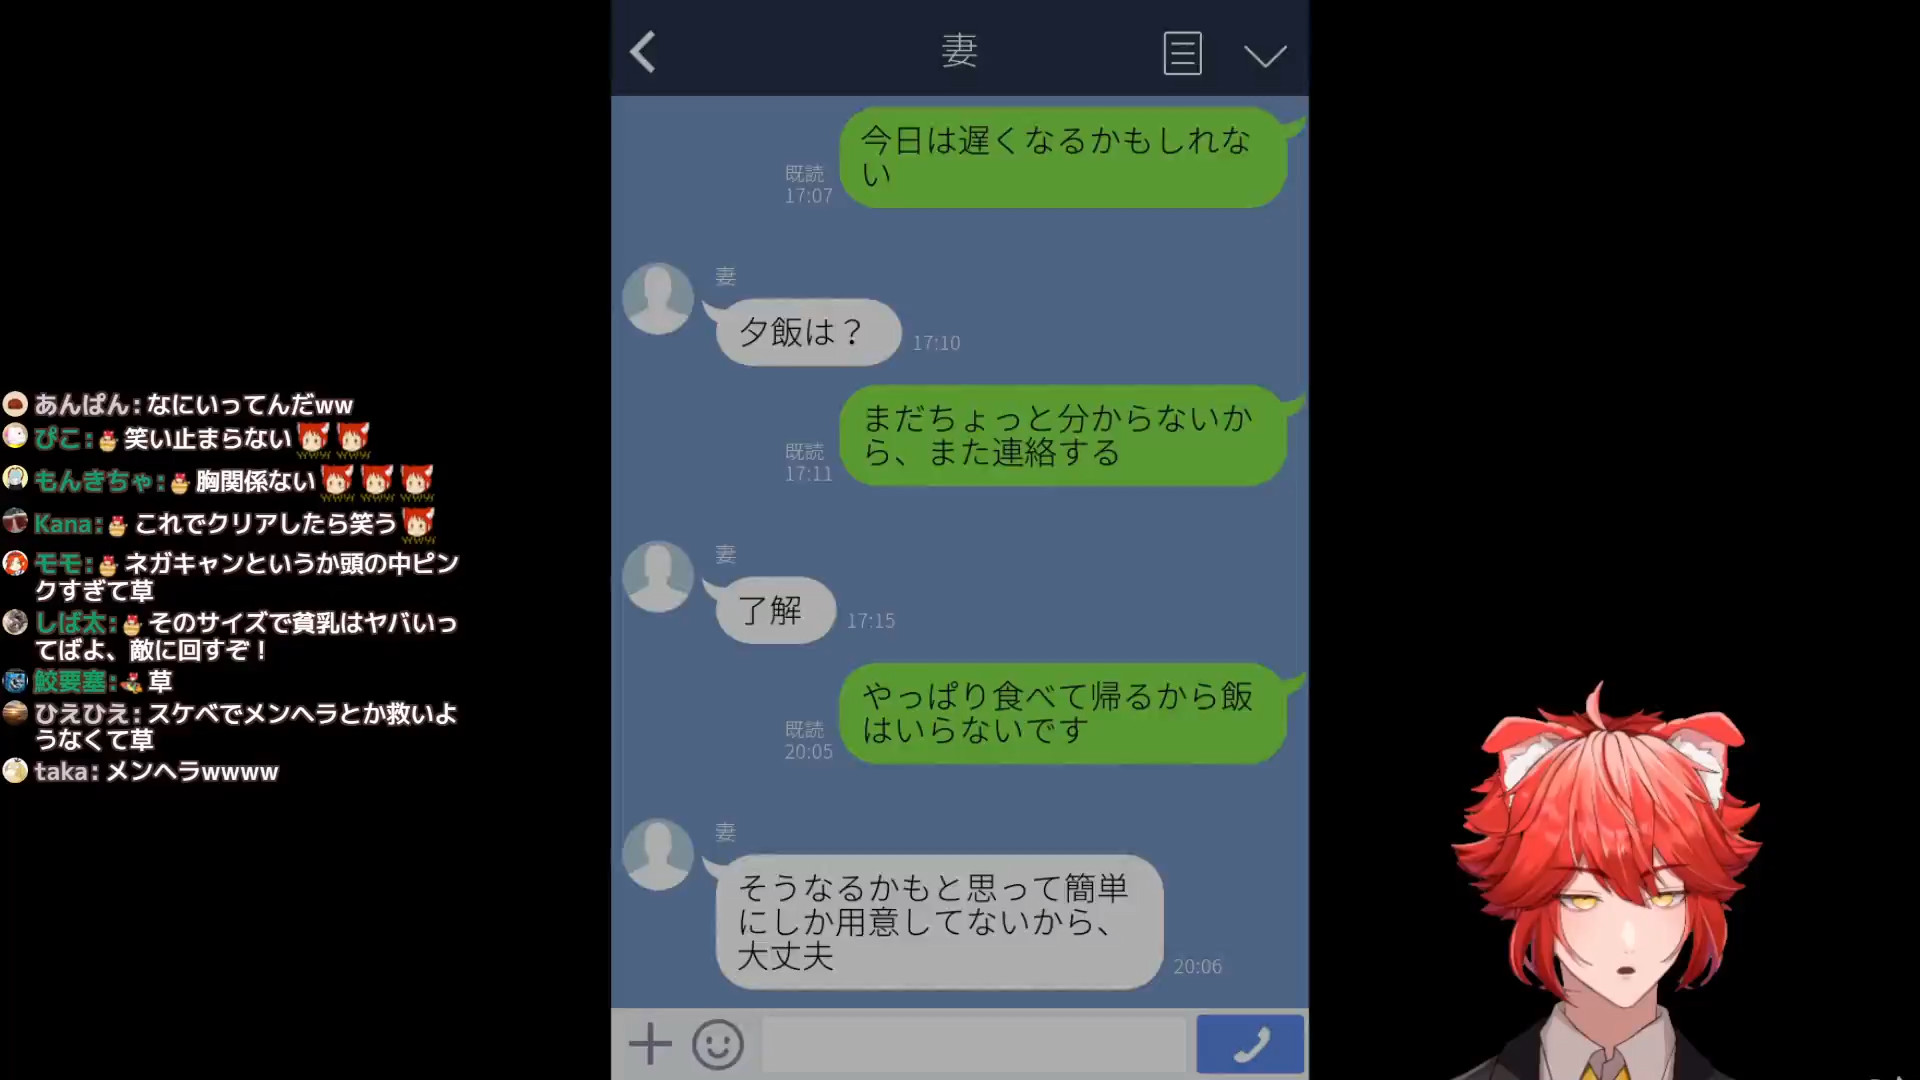 妻
今日は遅くなるかもしれな
い
既読
17:07
妻
夕飯は？
17:10
まだちょっと分からないか
ら、また連絡する
既読
17:11
妻
了解
17:15
やっぱり食べて帰るから飯
はいらないです
既読
20:05
妻
そうなるかもと思って簡単
にしか用意してないから、
大丈夫
20:06
あんぱん: なにいってんだww
ぴこ: 笑い止まらない
もんきちゃ: 胸関係ない
Kana: これでクリアしたら笑う
モモ: ネガキャンというか頭の中ピン
クすぎて草
しば太: そのサイズで貧乳はヤバいっ
てばよ、敵に回すぞ！
鮫要塞: 草
ひえひえ: スケベでメンヘラとか救いよ
うなくて草
taka: メンヘラwwww